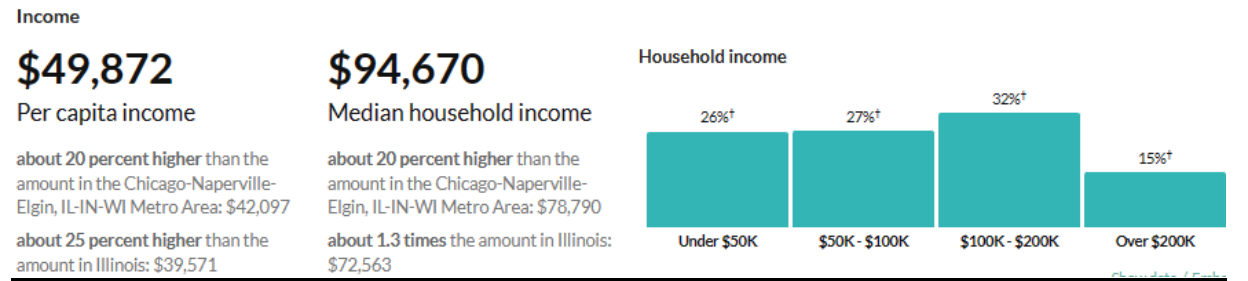 Income
$49,872
Per capita income
about 20 percent higher than the
amount in the Chicago-Naperville-
Elgin, IL-IN-WI Metro Area: $42,097
about 25 percent higher than the
amount in Illinois: $39,571
$94,670
Median household income
about 20 percent higher than the
amount in the Chicago-Naperville-
Elgin, IL-IN-WI Metro Area: $78,790
about 1.3 times the amount in Illinois:
$72,563
Household income
26%†
27%†
32%†
15%†
Under $50K
$50K - $100K
$100K - $200K
Over $200K